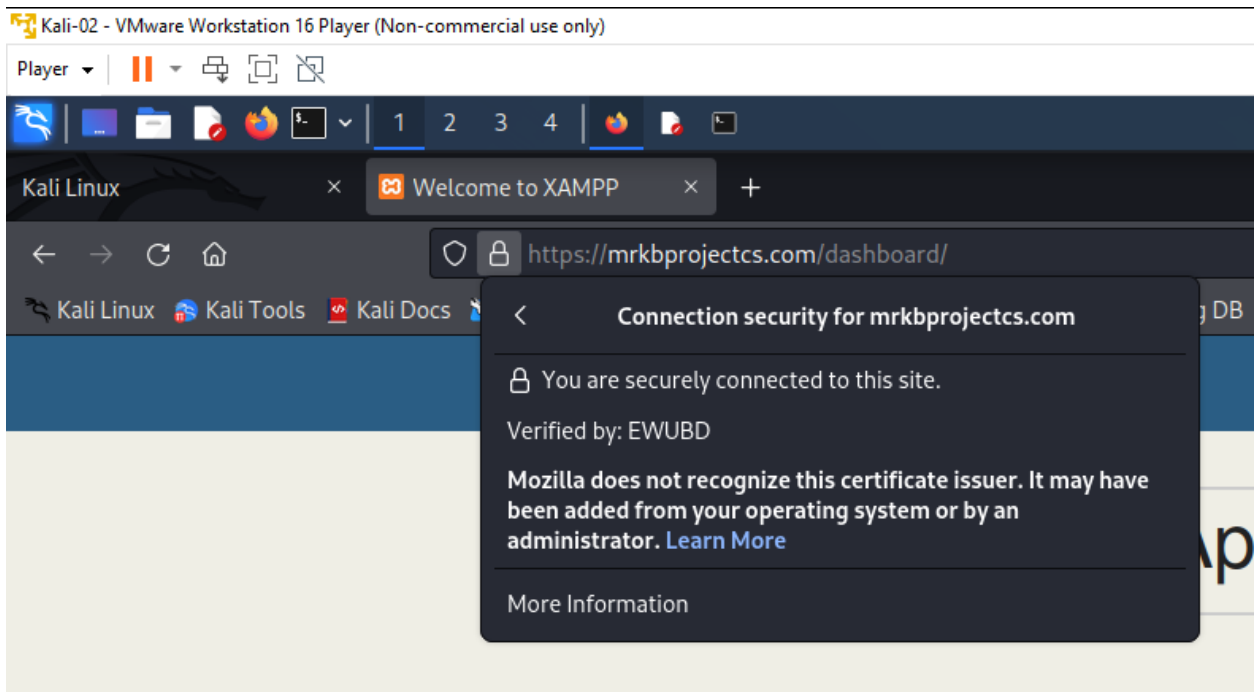 Kali-02 - VMware Workstation 16 Player (Non-commercial use only)
Player
1 2 3 4
Kali Linux Welcome to XAMPP
https://mrkbprojectcs.com/dashboard/
Kali Linux Kali Tools Kali Docs DB
Connection security for mrkbprojectcs.com
You are securely connected to this site.
Verified by: EWUBD
Mozilla does not recognize this certificate issuer. It may have
been added from your operating system or by an
administrator. Learn More
Ap
More Information